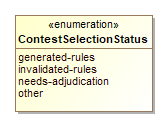 «enumeration»
ContestSelectionStatus
generated-rules
invalidated-rules
needs-adjudication
other